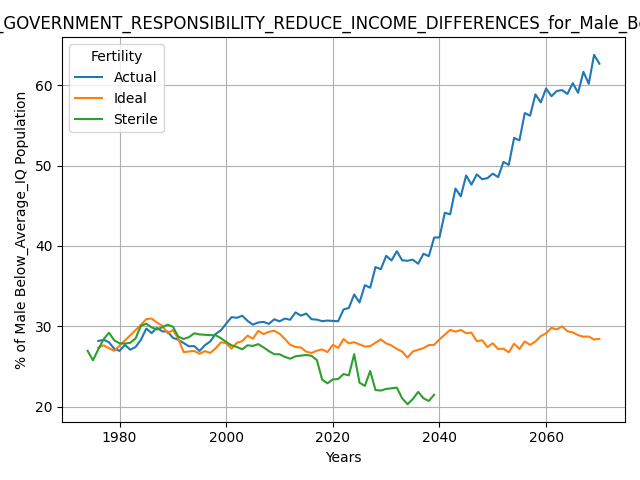 _GOVERNMENT_RESPONSIBILITY_REDUCE_INCOME_DIFFERENCES_for_Male_Be
Fertility
Actual
Ideal
Sterile
% of Male Below_Average_IQ Population
60
50
40
30
20
1980
2000
2020
2040
2060
Years